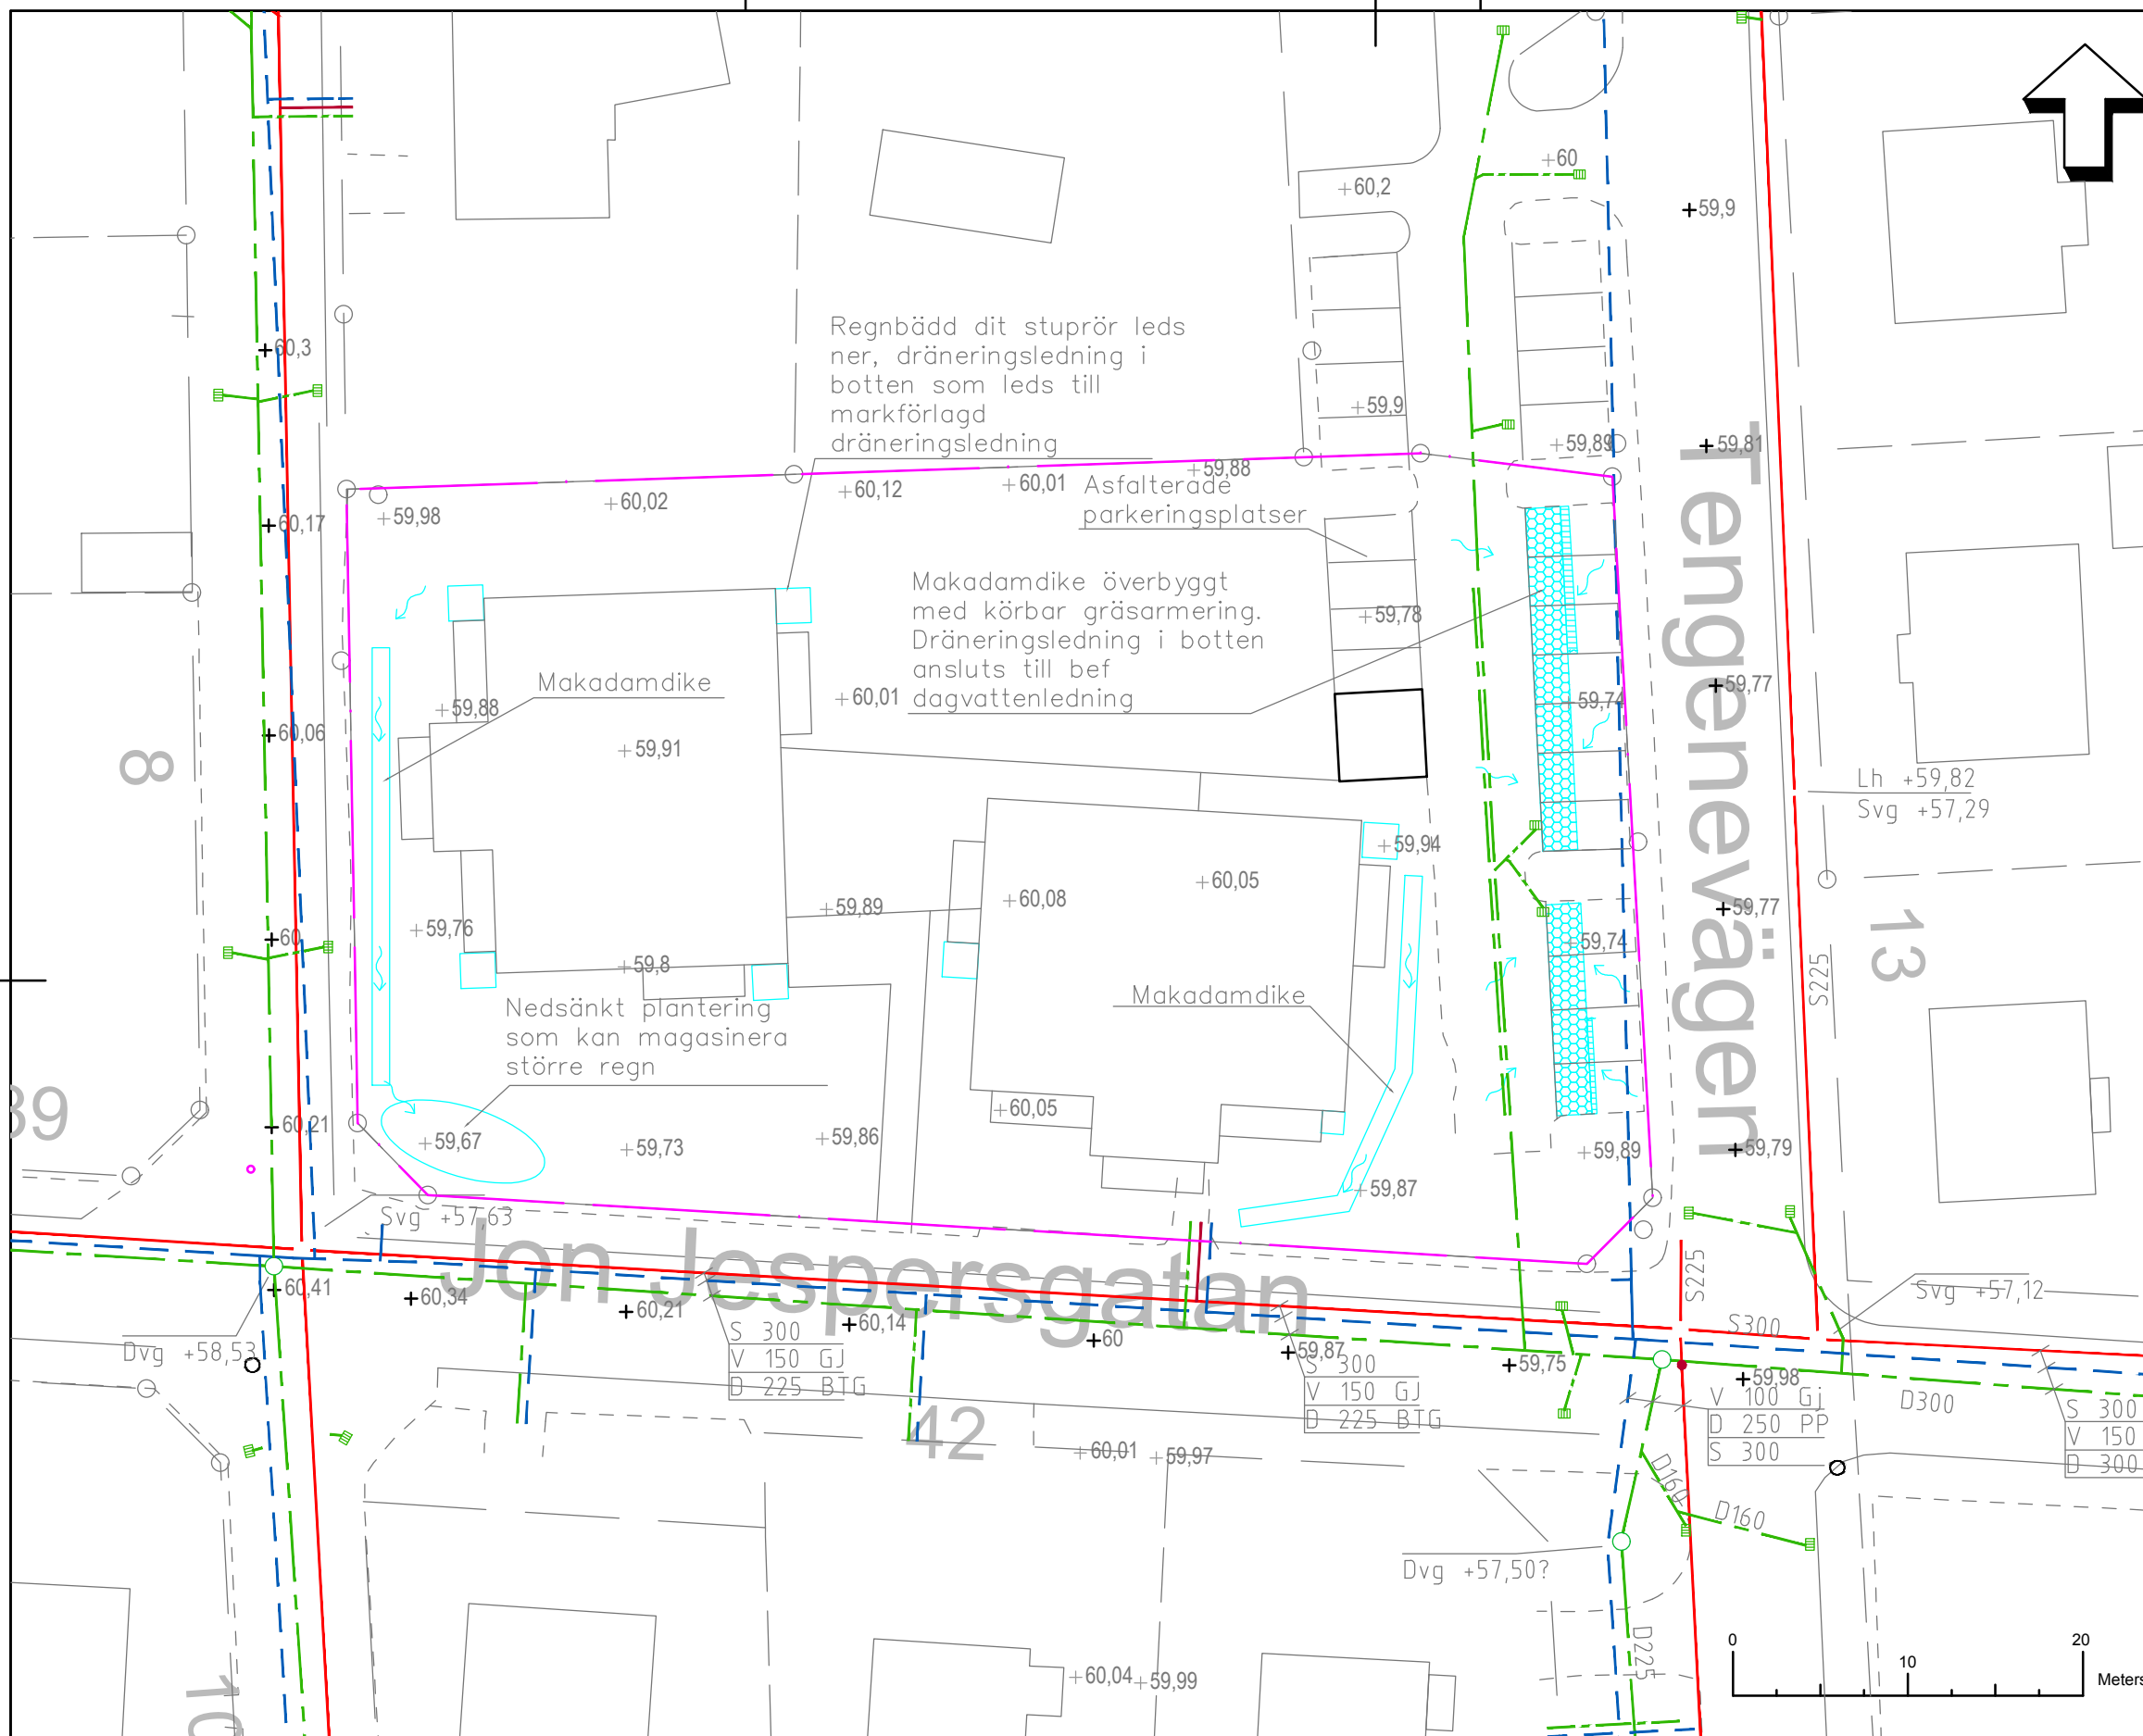 +60
+60,2
+59,9
Regnbädd dit stuprör leds
ner, dräneringsledning i
botten som leds till
markförlagd
dräneringsledning
+60,3
+59,9
+59,89
+59,81
+59,88
+60,02
+60,12
+60,01
+59,98
+60,17
Asfalterade
parkeringsplatser
Makadamdike överbyggt
med körbar gräsarmering.
Dräneringsledning i botten
ansluts till bef
dagvattenledning
+59,78
Makadamdike
+59,88
+60,01
+59,74
+59,77
+60,06
+59,91
8
Tengenevägen
Lh +59,82
Svg +57,29
+59,94
+60,05
+60,08
+59,89
+59,77
+59,76
+60
+59,8
+59,74
13
S225
Makadamdike
Nedsänkt plantering
som kan magasinera
större regn
39
+60,21
+59,67
+59,73
+59,86
+60,05
+59,89
+59,79
+59,87
Svg +57,63
Jon Jespersgatan
S225
Svg +57,12
+60,41
+60,34
+60,21
+60,14
+60
+59,87
+59,75
+59,98
S300
Dvg +58,53
S 300
V 150 GJ
D 225 BTG
S 300
V 150 GJ
D 225 BTG
V 100 Gj
D 250 PP
S 300
D300
S 300
V 150
D 300
42
+60,01
+59,97
D160
D160
Dvg +57,50?
D225
10
+60,04
+59,99
0
10
20
Meters